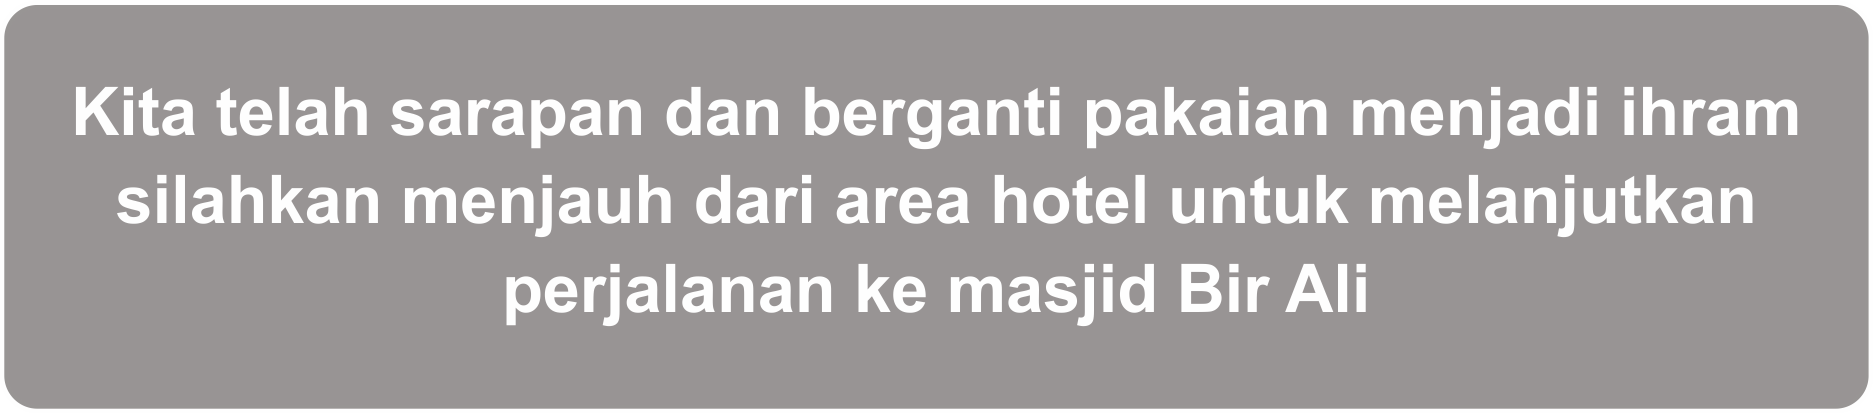 Kita telah sarapan dan berganti pakaian menjadi ihram
silahkan menjauh dari area hotel untuk melanjutkan
perjalanan ke masjid Bir Ali